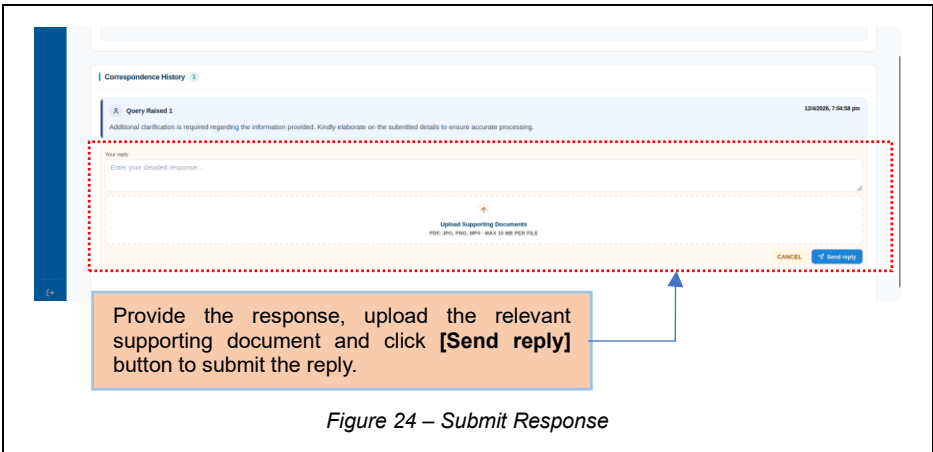 Correspondence History 1
Query Raised 1
12/4/2026, 7:04:58 pm
Additional clarification is required regarding the information provided. Kindly elaborate on the submitted details to ensure accurate processing.
Your reply
Enter your detailed response...
Upload Supporting Documents
PDF, JPG, PNG, MP4 · MAX 10 MB PER FILE
CANCEL
Send reply
Provide the response, upload the relevant
supporting document and click [Send reply]
button to submit the reply.
Figure 24 – Submit Response